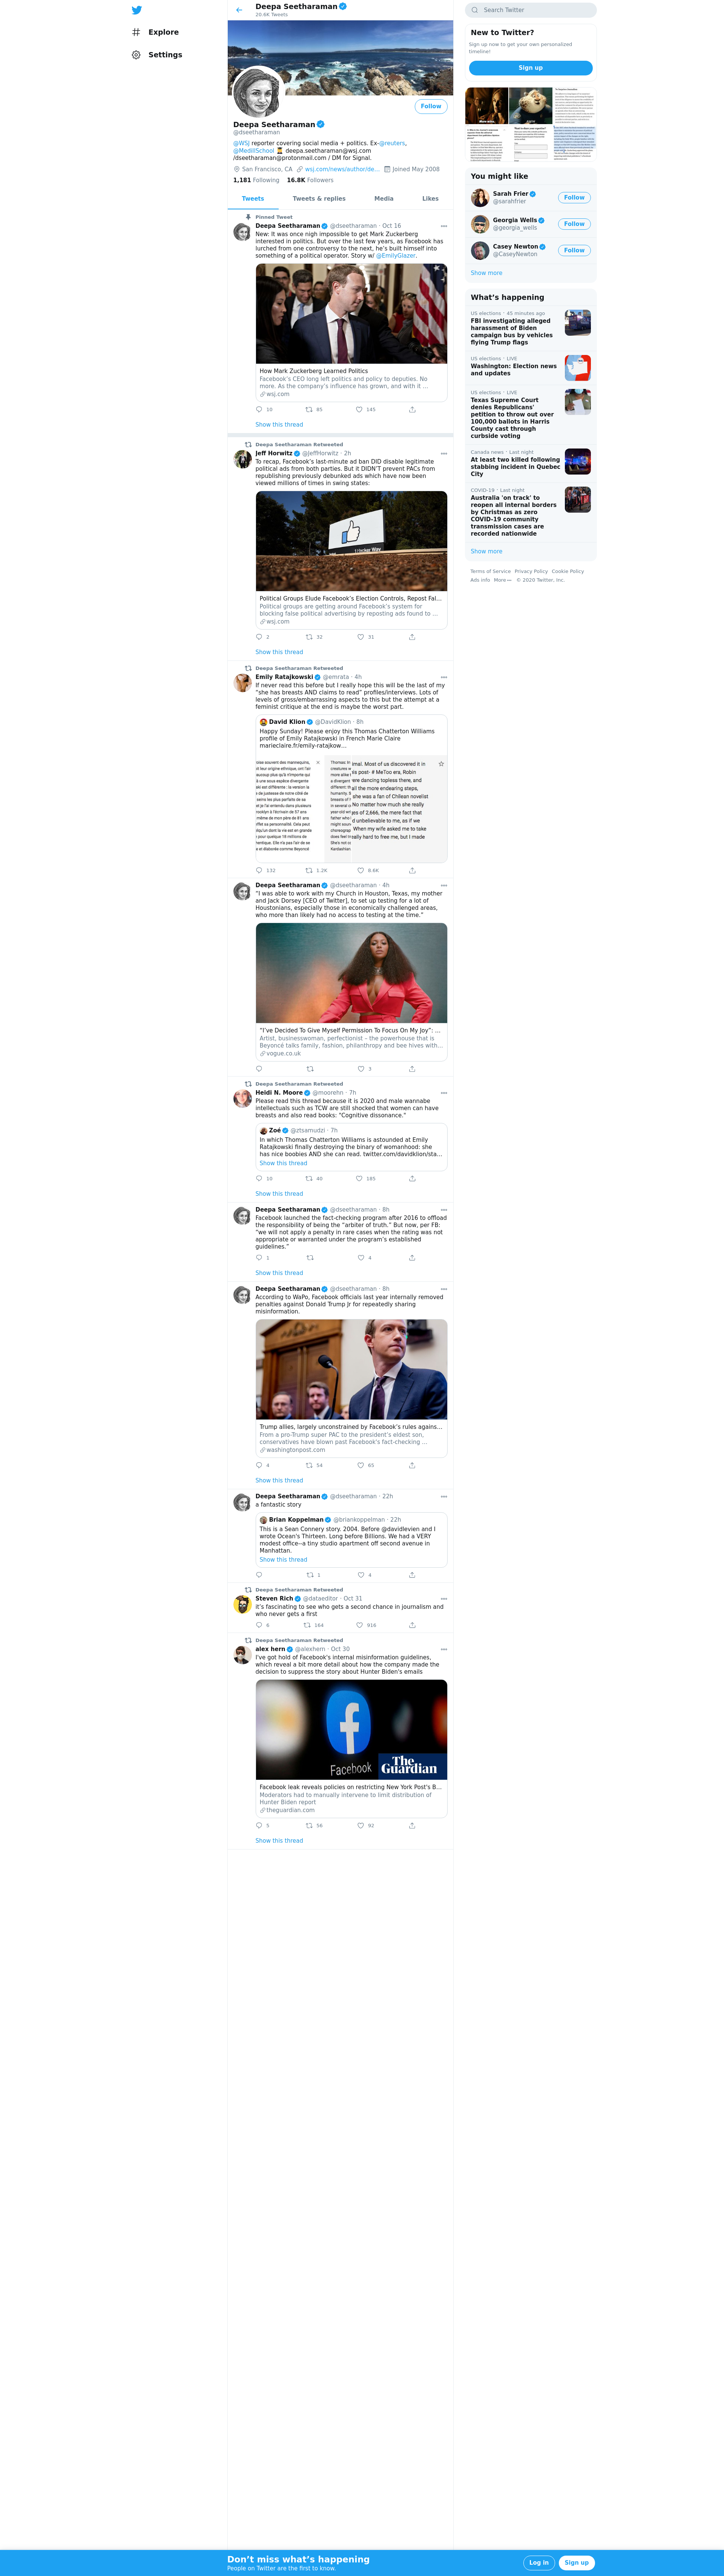 Explore
Settings
Deepa Seetharaman
20.6K Tweets
Follow
Deepa Seetharaman
@dseetharaman
@WSJ reporter covering social media + politics. Ex-@reuters,
@MedillSchool deepa.seetharaman@wsj.com
/dseetharaman@protonmail.com / DM for Signal.
San Francisco, CA wsj.com/news/author/de... Joined May 2008
1,181 Following 16.8K Followers
Tweets Tweets & replies Media Likes
Pinned Tweet
Deepa Seetharaman @dseetharaman · Oct 16
New: It was once nigh impossible to get Mark Zuckerberg
interested in politics. But over the last few years, as Facebook has
lurched from one controversy to the next, he's built himself into
something of a political operator. Story w/ @EmilyGlazer.
How Mark Zuckerberg Learned Politics
Facebook's CEO long left politics and policy to deputies. No
more. As the company's influence has grown, and with it ...
wsj.com
10 85 145
Show this thread
Deepa Seetharaman Retweeted
Jeff Horwitz @JeffHorwitz · 2h
To recap, Facebook's last-minute ad ban DID disable legitimate
political ads from both parties. But it DIDN'T prevent PACs from
republishing previously debunked ads which have now been
viewed millions of times in swing states:
Political Groups Elude Facebook's Election Controls, Repost Fal...
Political groups are getting around Facebook's system for
blocking false political advertising by reposting ads found to ...
wsj.com
2 32 31
Show this thread
Deepa Seetharaman Retweeted
Emily Ratajkowski @emrata · 4h
If never read this before but I really hope this will be the last of my
"she has breasts AND claims to read" profiles/interviews. Lots of
levels of gross/embarrassing aspects to this but the attempt at a
feminist critique at the end is maybe the worst part.
David Klion @DavidKlion · 8h
Happy Sunday! Please enjoy this Thomas Chatterton Williams
profile of Emily Ratajkowski in French Marie Claire
marieclaire.fr/emily-ratajkow...
132 1.2K 8.6K
Deepa Seetharaman @dseetharaman · 4h
"I was able to work with my Church in Houston, Texas, my mother
and Jack Dorsey [CEO of Twitter], to set up testing for a lot of
Houstonians, especially those in economically challenged areas,
who more than likely had no access to testing at the time."
"I've Decided To Give Myself Permission To Focus On My Joy": ...
Artist, businesswoman, perfectionist – the powerhouse that is
Beyoncé talks family, fashion, philanthropy and bee hives with...
vogue.co.uk
3
Deepa Seetharaman Retweeted
Heidi N. Moore @moorehn · 7h
Please read this thread because it is 2020 and male wannabe
intellectuals such as TCW are still shocked that women can have
breasts and also read books: "Cognitive dissonance."
Zoé @ztsamudzi · 7h
In which Thomas Chatterton Williams is astounded at Emily
Ratajkowski finally destroying the binary of womanhood: she
has nice boobies AND she can read. twitter.com/davidklion/sta...
Show this thread
10 40 185
Show this thread
Deepa Seetharaman @dseetharaman · 8h
Facebook launched the fact-checking program after 2016 to offload
the responsibility of being the "arbiter of truth." But now, per FB:
"we will not apply a penalty in rare cases when the rating was not
appropriate or warranted under the program's established
guidelines."
1 4
Show this thread
Deepa Seetharaman @dseetharaman · 8h
According to WaPo, Facebook officials last year internally removed
penalties against Donald Trump Jr for repeatedly sharing
misinformation.
Trump allies, largely unconstrained by Facebook's rules agains...
From a pro-Trump super PAC to the president's eldest son,
conservatives have blown past Facebook's fact-checking ...
washingtonpost.com
4 54 65
Show this thread
Deepa Seetharaman @dseetharaman · 22h
a fantastic story
Brian Koppelman @briankoppelman · 22h
This is a Sean Connery story. 2004. Before @davidlevien and I
wrote Ocean's Thirteen. Long before Billions. We had a VERY
modest office--a tiny studio apartment off second avenue in
Manhattan.
Show this thread
1 4
Deepa Seetharaman Retweeted
Steven Rich @dataeditor · Oct 31
it's fascinating to see who gets a second chance in journalism and
who never gets a first
6 164 916
Deepa Seetharaman Retweeted
alex hern @alexhern · Oct 30
I've got hold of Facebook's internal misinformation guidelines,
which reveal a bit more detail about how the company made the
decision to suppress the story about Hunter Biden's emails
Facebook
The Guardian
Facebook leak reveals policies on restricting New York Post's B...
Moderators had to manually intervene to limit distribution of
Hunter Biden report
theguardian.com
5 56 92
Show this thread
Search Twitter
New to Twitter?
Sign up now to get your own personalized
timeline!
Sign up
You might like
Sarah Frier
@sarahfrier
Follow
Georgia Wells
@georgia_wells
Follow
Casey Newton
@CaseyNewton
Follow
Show more
What's happening
US elections · 45 minutes ago
FBI investigating alleged
harassment of Biden
campaign bus by vehicles
flying Trump flags
US elections · LIVE
Washington: Election news
and updates
US elections · LIVE
Texas Supreme Court
denies Republicans'
petition to throw out over
100,000 ballots in Harris
County cast through
curbside voting
Canada news · Last night
At least two killed following
stabbing incident in Quebec
City
COVID-19 · Last night
Australia 'on track' to
reopen all internal borders
by Christmas as zero
COVID-19 community
transmission cases are
recorded nationwide
Show more
Terms of Service Privacy Policy Cookie Policy
Ads info More © 2020 Twitter, Inc.
Don't miss what's happening
People on Twitter are the first to know.
Log in Sign up